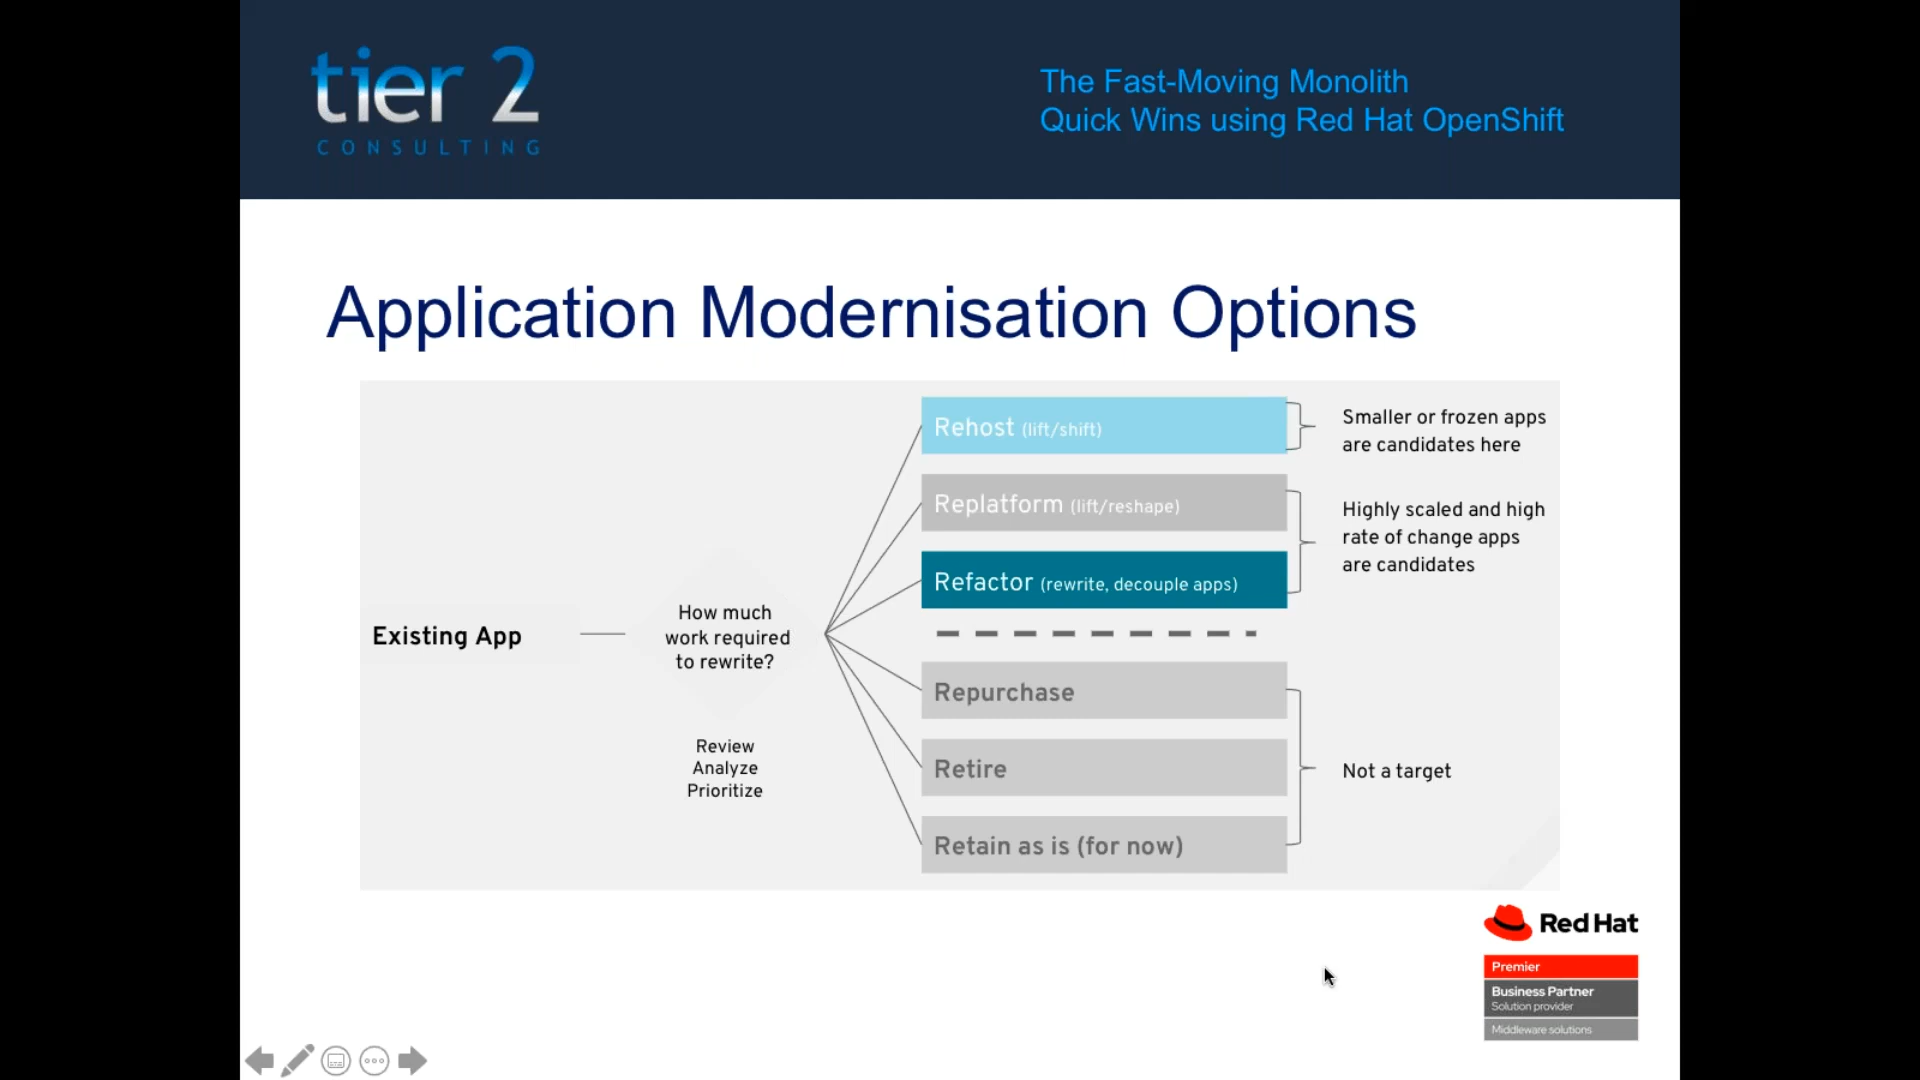 tier 2
CONSULTING
The Fast-Moving Monolith
Quick Wins using Red Hat OpenShift
Application Modernisation Options
Existing App
How much
work required
to rewrite?
Review
Analyze
Prioritize
Rehost (lift/shift)
Replatform (lift/reshape)
Refactor (rewrite, decouple apps)
Repurchase
Retire
Retain as is (for now)
Smaller or frozen apps
are candidates here
Highly scaled and high
rate of change apps
are candidates
Not a target
Red Hat
Premier
Business Partner
Solution provider
Middleware solutions